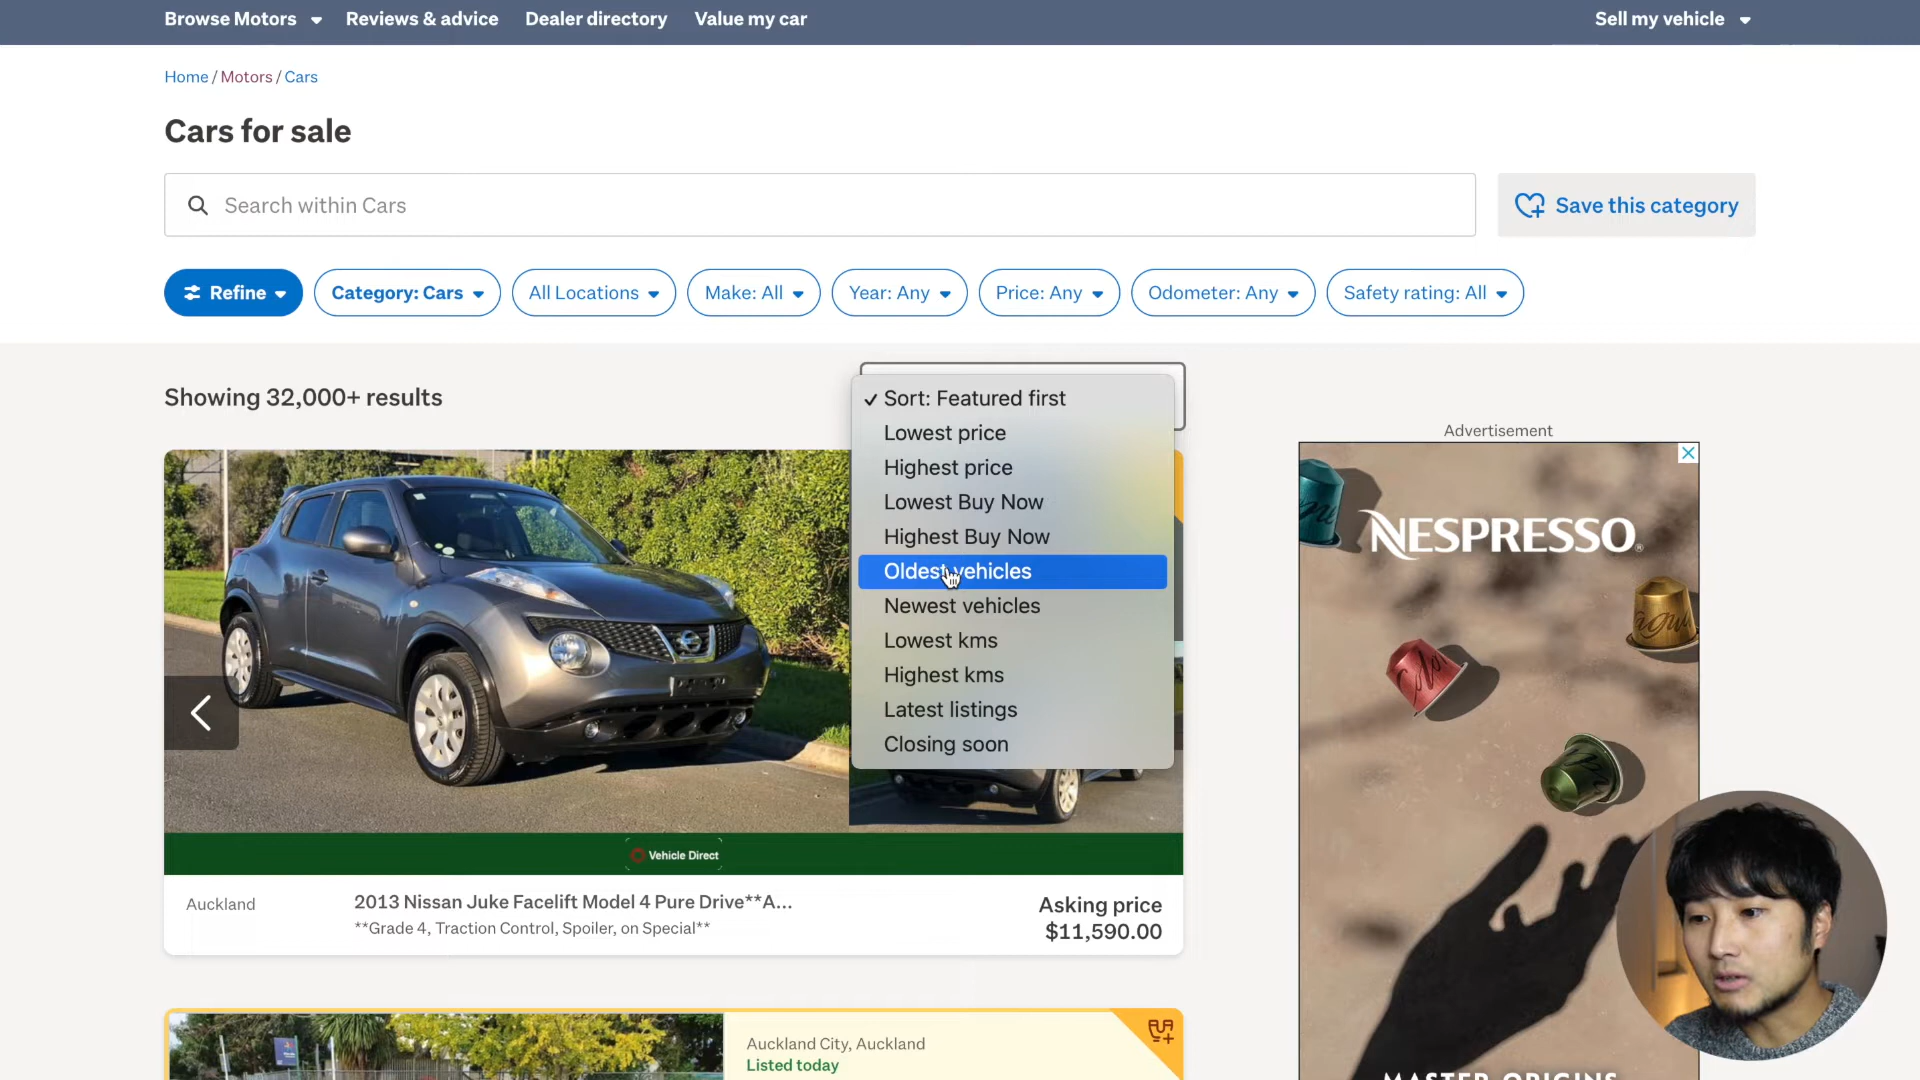 Browse Motors
Reviews & advice
Dealer directory
Value my car
Sell my vehicle
Home / Motors / Cars
Cars for sale
Search within Cars
Save this category
Refine
Category: Cars
All Locations
Make: All
Year: Any
Price: Any
Odometer: Any
Safety rating: All
Showing 32,000+ results
✓ Sort: Featured first
Lowest price
Highest price
Lowest Buy Now
Highest Buy Now
Oldest vehicles
Newest vehicles
Lowest kms
Highest kms
Latest listings
Closing soon
Advertisement
NESPRESSO
Vehicle Direct
Auckland
2013 Nissan Juke Facelift Model 4 Pure Drive**A...
**Grade 4, Traction Control, Spoiler, on Special**
Asking price
$11,590.00
Auckland City, Auckland
Listed today
MASTER ORIGINS